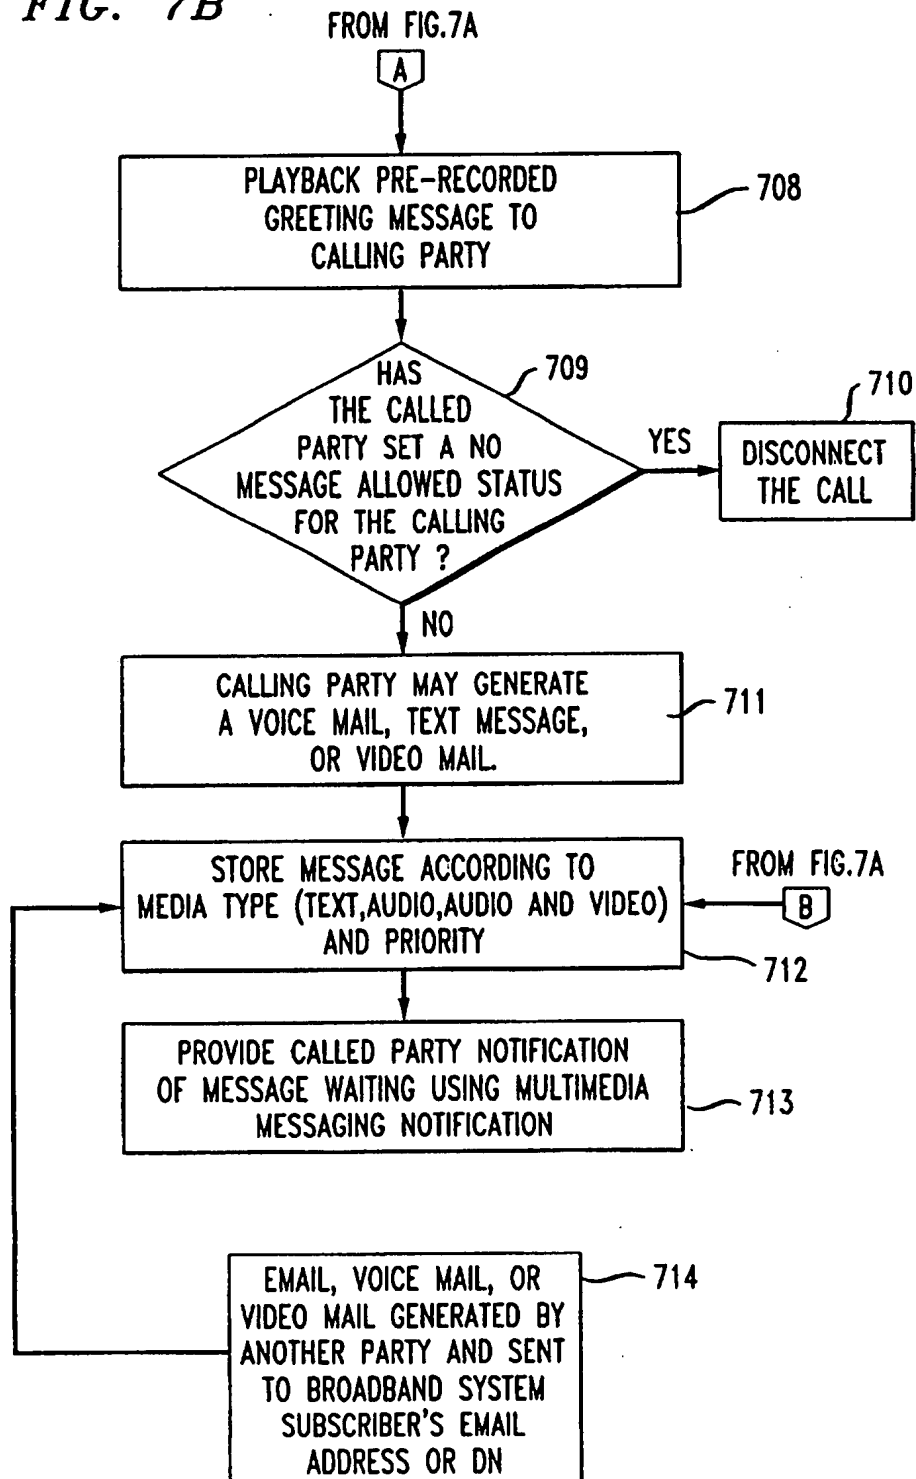 FIG. 7B
FROM FIG.7A
A
PLAYBACK PRE-RECORDED
GREETING MESSAGE TO
CALLING PARTY
708
HAS
THE CALLED
PARTY SET A NO
MESSAGE ALLOWED STATUS
FOR THE CALLING
PARTY ?
709
YES
710
DISCONNECT
THE CALL
NO
CALLING PARTY MAY GENERATE
A VOICE MAIL, TEXT MESSAGE,
OR VIDEO MAIL.
711
STORE MESSAGE ACCORDING TO
MEDIA TYPE (TEXT,AUDIO,AUDIO AND VIDEO)
AND PRIORITY
FROM FIG.7A
B
712
PROVIDE CALLED PARTY NOTIFICATION
OF MESSAGE WAITING USING MULTIMEDIA
MESSAGING NOTIFICATION
713
EMAIL, VOICE MAIL, OR
VIDEO MAIL GENERATED BY
ANOTHER PARTY AND SENT
TO BROADBAND SYSTEM
SUBSCRIBER'S EMAIL
ADDRESS OR DN
714